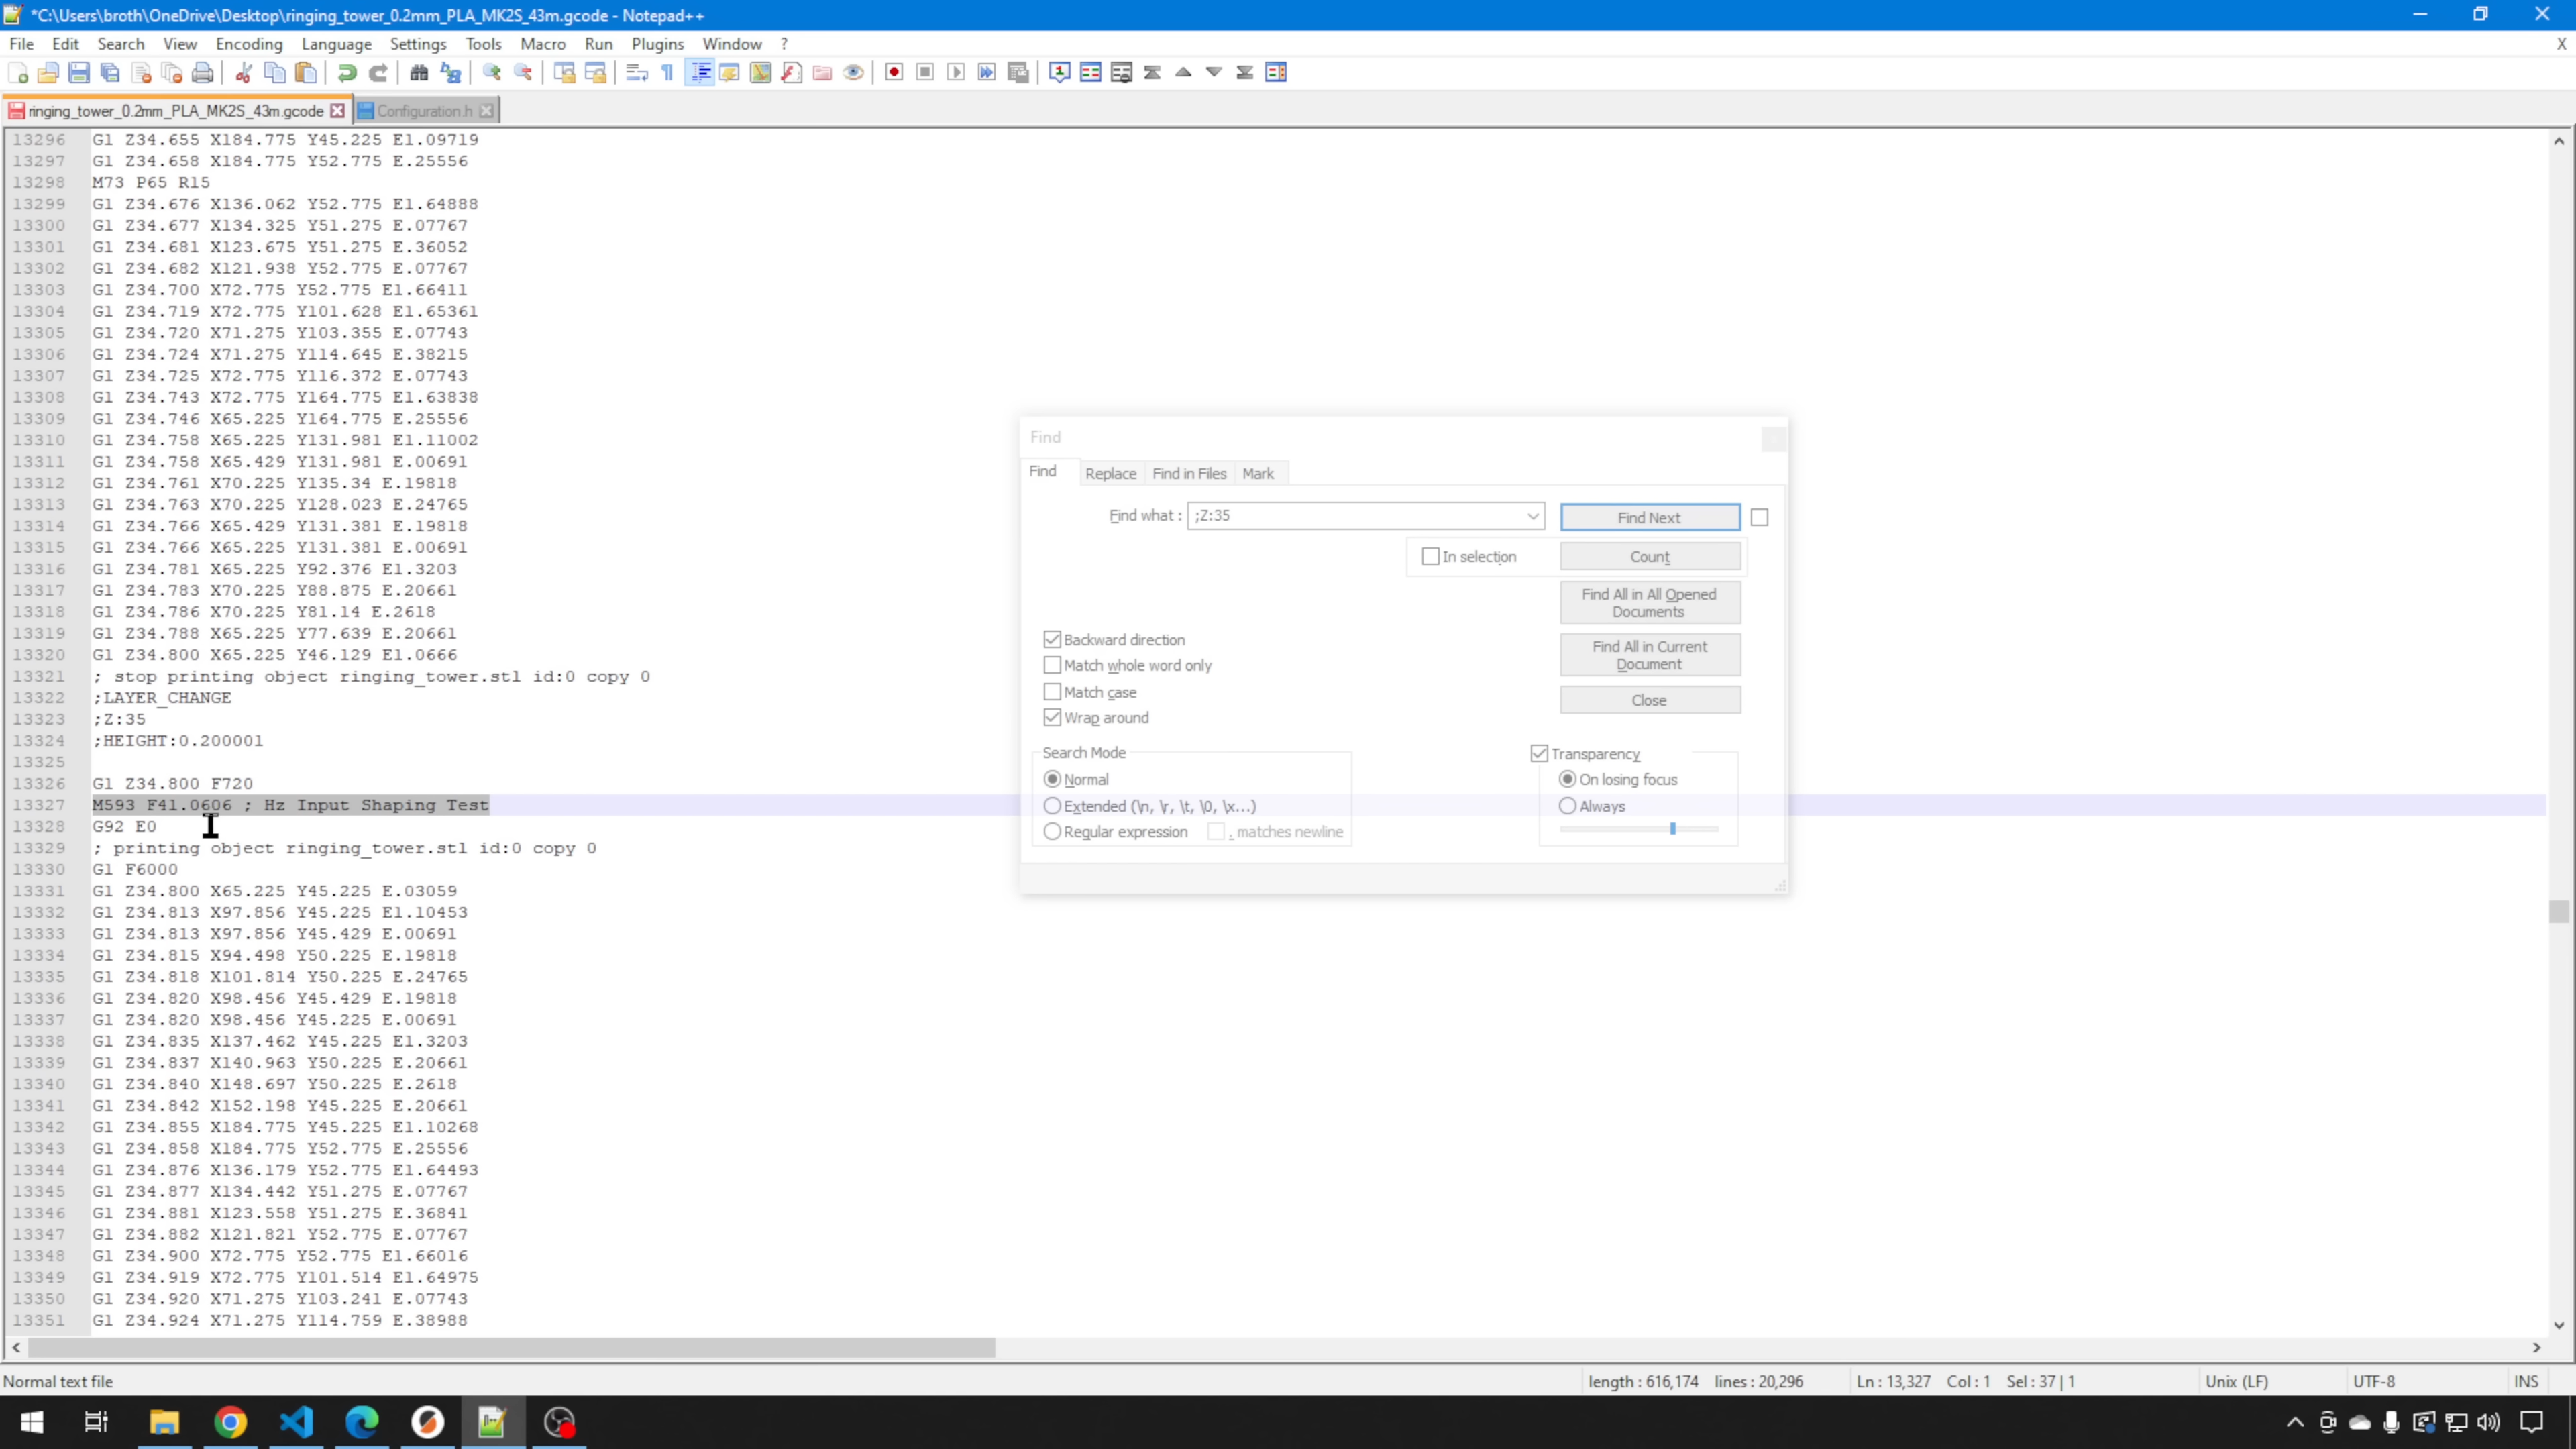 *C:\Users\broth\OneDrive\Desktop\ringing_tower_0.2mm_PLA_MK2S_43m.gcode - Notepad++
File Edit Search View Encoding Language Settings Tools Macro Run Plugins Window ? X
ringing_tower_0.2mm_PLA_MK2S_43m.gcode Configuration.h
13296 G1 Z34.655 X184.775 Y45.225 E1.09719
13297 G1 Z34.658 X184.775 Y52.775 E.25556
13298 M73 P65 R15
13299 G1 Z34.676 X136.062 Y52.775 E1.64888
13300 G1 Z34.677 X134.325 Y51.275 E.07767
13301 G1 Z34.681 X123.675 Y51.275 E.36052
13302 G1 Z34.682 X121.938 Y52.775 E.07767
13303 G1 Z34.700 X72.775 Y52.775 E1.66411
13304 G1 Z34.719 X72.775 Y101.628 E1.65361
13305 G1 Z34.720 X71.275 Y103.355 E.07743
13306 G1 Z34.724 X71.275 Y114.645 E.38215
13307 G1 Z34.725 X72.775 Y116.372 E.07743
13308 G1 Z34.743 X72.775 Y164.775 E1.63838
13309 G1 Z34.746 X65.225 Y164.775 E.25556
13310 G1 Z34.758 X65.225 Y131.981 E1.11002
13311 G1 Z34.758 X65.429 Y131.981 E.00691
13312 G1 Z34.761 X70.225 Y135.34 E.19818
13313 G1 Z34.763 X70.225 Y128.023 E.24765
13314 G1 Z34.766 X65.429 Y131.381 E.19818
13315 G1 Z34.766 X65.225 Y131.381 E.00691
13316 G1 Z34.781 X65.225 Y92.376 E1.3203
13317 G1 Z34.783 X70.225 Y88.875 E.20661
13318 G1 Z34.786 X70.225 Y81.14 E.2618
13319 G1 Z34.788 X65.225 Y77.639 E.20661
13320 G1 Z34.800 X65.225 Y46.129 E1.0666
13321 ; stop printing object ringing_tower.stl id:0 copy 0
13322 ;LAYER_CHANGE
13323 ;Z:35
13324 ;HEIGHT:0.200001
13325
13326 G1 Z34.800 F720
13327 M593 F41.0606 ; Hz Input Shaping Test
13328 G92 E0
13329 ; printing object ringing_tower.stl id:0 copy 0
13330 G1 F6000
13331 G1 Z34.800 X65.225 Y45.225 E.03059
13332 G1 Z34.813 X97.856 Y45.225 E1.10453
13333 G1 Z34.813 X97.856 Y45.429 E.00691
13334 G1 Z34.815 X94.498 Y50.225 E.19818
13335 G1 Z34.818 X101.814 Y50.225 E.24765
13336 G1 Z34.820 X98.456 Y45.429 E.19818
13337 G1 Z34.820 X98.456 Y45.225 E.00691
13338 G1 Z34.835 X137.462 Y45.225 E1.3203
13339 G1 Z34.837 X140.963 Y50.225 E.20661
13340 G1 Z34.840 X148.697 Y50.225 E.2618
13341 G1 Z34.842 X152.198 Y45.225 E.20661
13342 G1 Z34.855 X184.775 Y45.225 E1.10268
13343 G1 Z34.858 X184.775 Y52.775 E.25556
13344 G1 Z34.876 X136.179 Y52.775 E1.64493
13345 G1 Z34.877 X134.442 Y51.275 E.07767
13346 G1 Z34.881 X123.558 Y51.275 E.36841
13347 G1 Z34.882 X121.821 Y52.775 E.07767
13348 G1 Z34.900 X72.775 Y52.775 E1.66016
13349 G1 Z34.919 X72.775 Y101.514 E1.64975
13350 G1 Z34.920 X71.275 Y103.241 E.07743
13351 G1 Z34.924 X71.275 Y114.759 E.38988
Find
Find Replace Find in Files Mark
Find what : ;Z:35 Find Next
In selection Count
Find All in All Opened
Documents
Find All in Current
Document
Close
Backward direction
Match whole word only
Match case
Wrap around
Search Mode
Normal
Extended (\n, \r, \t, \0, \x...)
Regular expression . matches newline
Transparency
On losing focus
Always
Normal text file length : 616,174 lines : 20,296 Ln : 13,327 Col : 1 Sel : 37 | 1 Unix (LF) UTF-8 INS